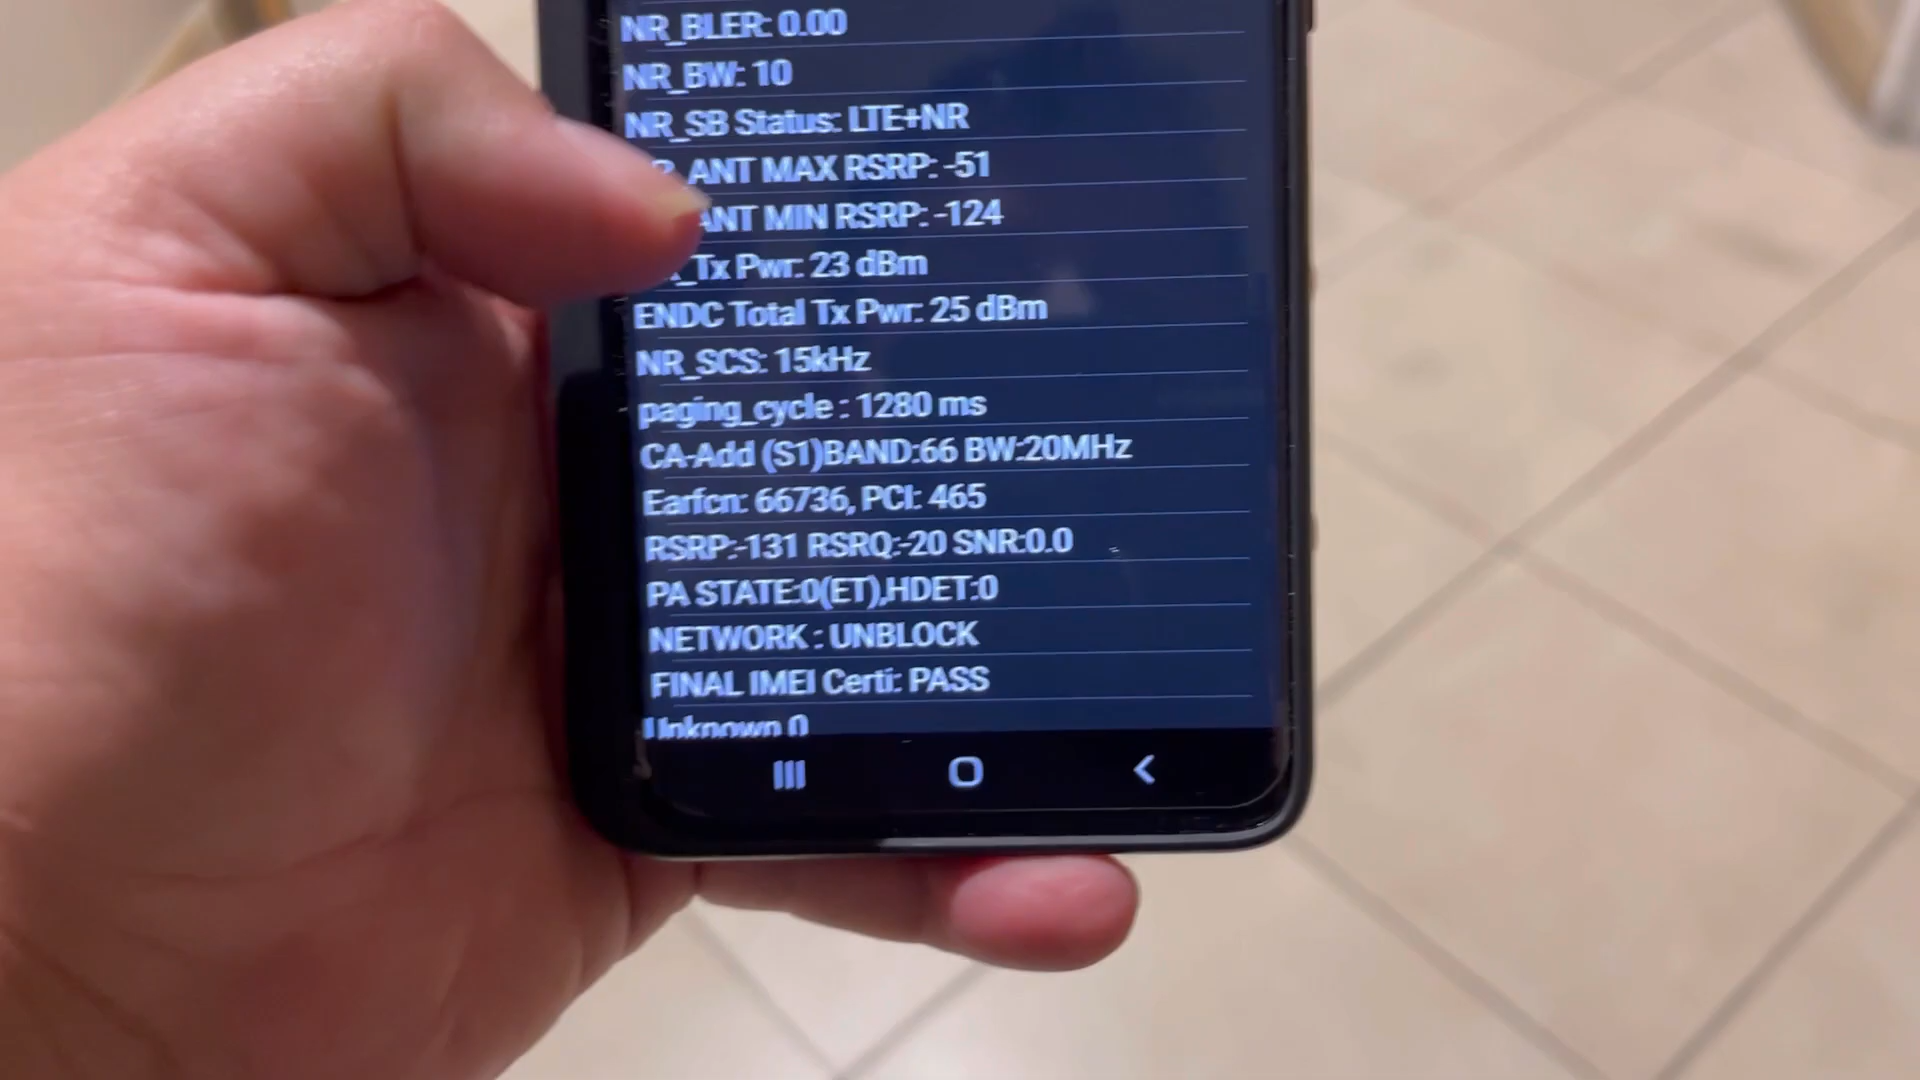 NR_BLER: 0.00
NR_BW: 10
NR_SB Status: LTE+NR
ANT MAX RSRP: -51
ANT MIN RSRP: -124
_Tx Pwr: 23 dBm
ENDC Total Tx Pwr: 25 dBm
NR_SCS: 15kHz
paging_cycle : 1280 ms
CA-Add (S1)BAND:66 BW:20MHz
Earfcn: 66736, PCI: 465
RSRP:-131 RSRQ:-20 SNR:0.0
PA STATE:0(ET),HDET:0
NETWORK : UNBLOCK
FINAL IMEI Certi: PASS
Unknown 0